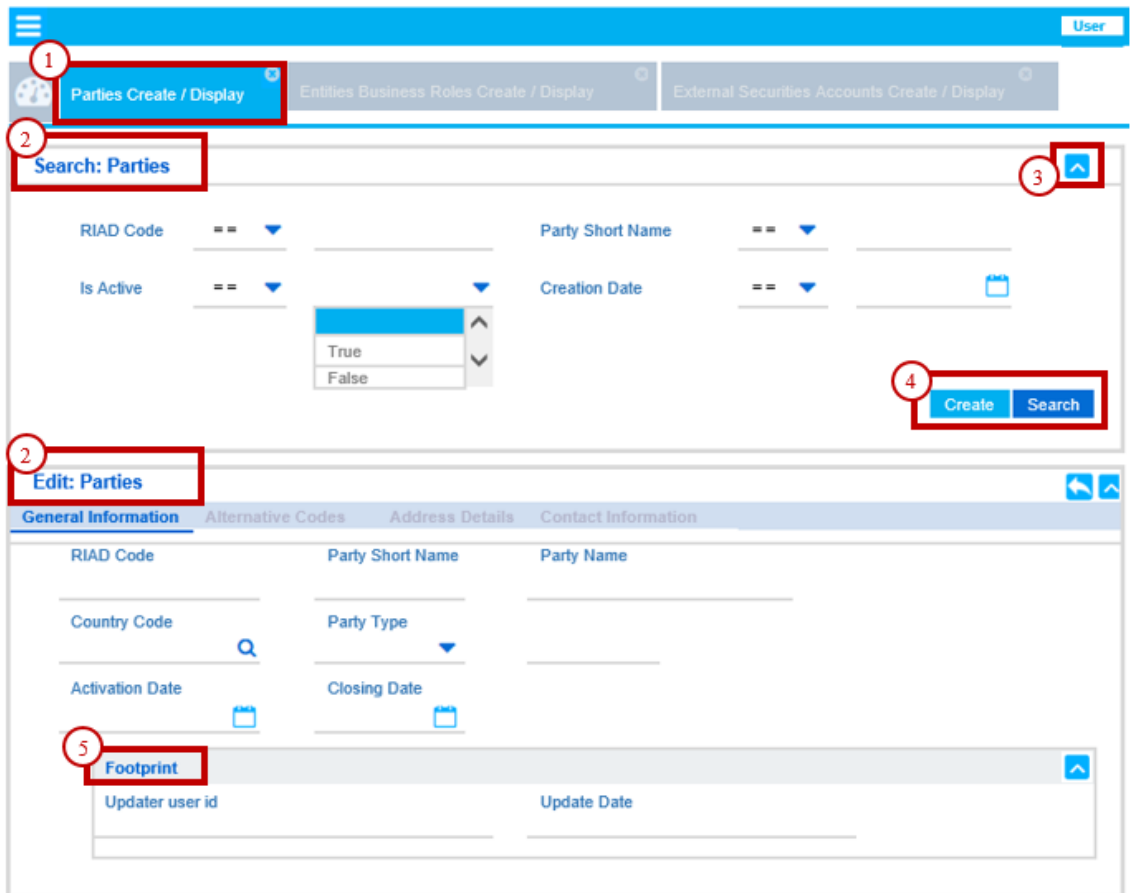 User
1
Parties Create / Display
Entities Business Roles Create / Display
External Securities Accounts Create / Display
2
Search: Parties
3
RIAD Code == Party Short Name ==
Is Active == Creation Date ==
True
False
4
Create Search
2
Edit: Parties
General Information Alternative Codes Address Details Contact Information
RIAD Code Party Short Name Party Name
Country Code Party Type
Activation Date Closing Date
5
Footprint
Updater user id Update Date